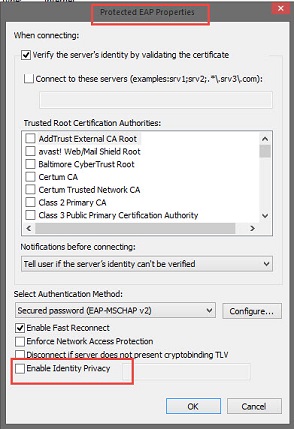 Protected EAP Properties
When connecting:
Verify the server's identity by validating the certificate
Connect to these servers (examples:srv1;srv2;.*\.srv3\.com):
Trusted Root Certification Authorities:
AddTrust External CA Root
avast! Web/Mail Shield Root
Baltimore CyberTrust Root
Certum CA
Certum Trusted Network CA
Class 2 Primary CA
Class 3 Public Primary Certification Authority
Notifications before connecting:
Tell user if the server's identity can't be verified
Select Authentication Method:
Secured password (EAP-MSCHAP v2)
Configure...
Enable Fast Reconnect
Enforce Network Access Protection
Disconnect if server does not present cryptobinding TLV
Enable Identity Privacy
OK
Cancel